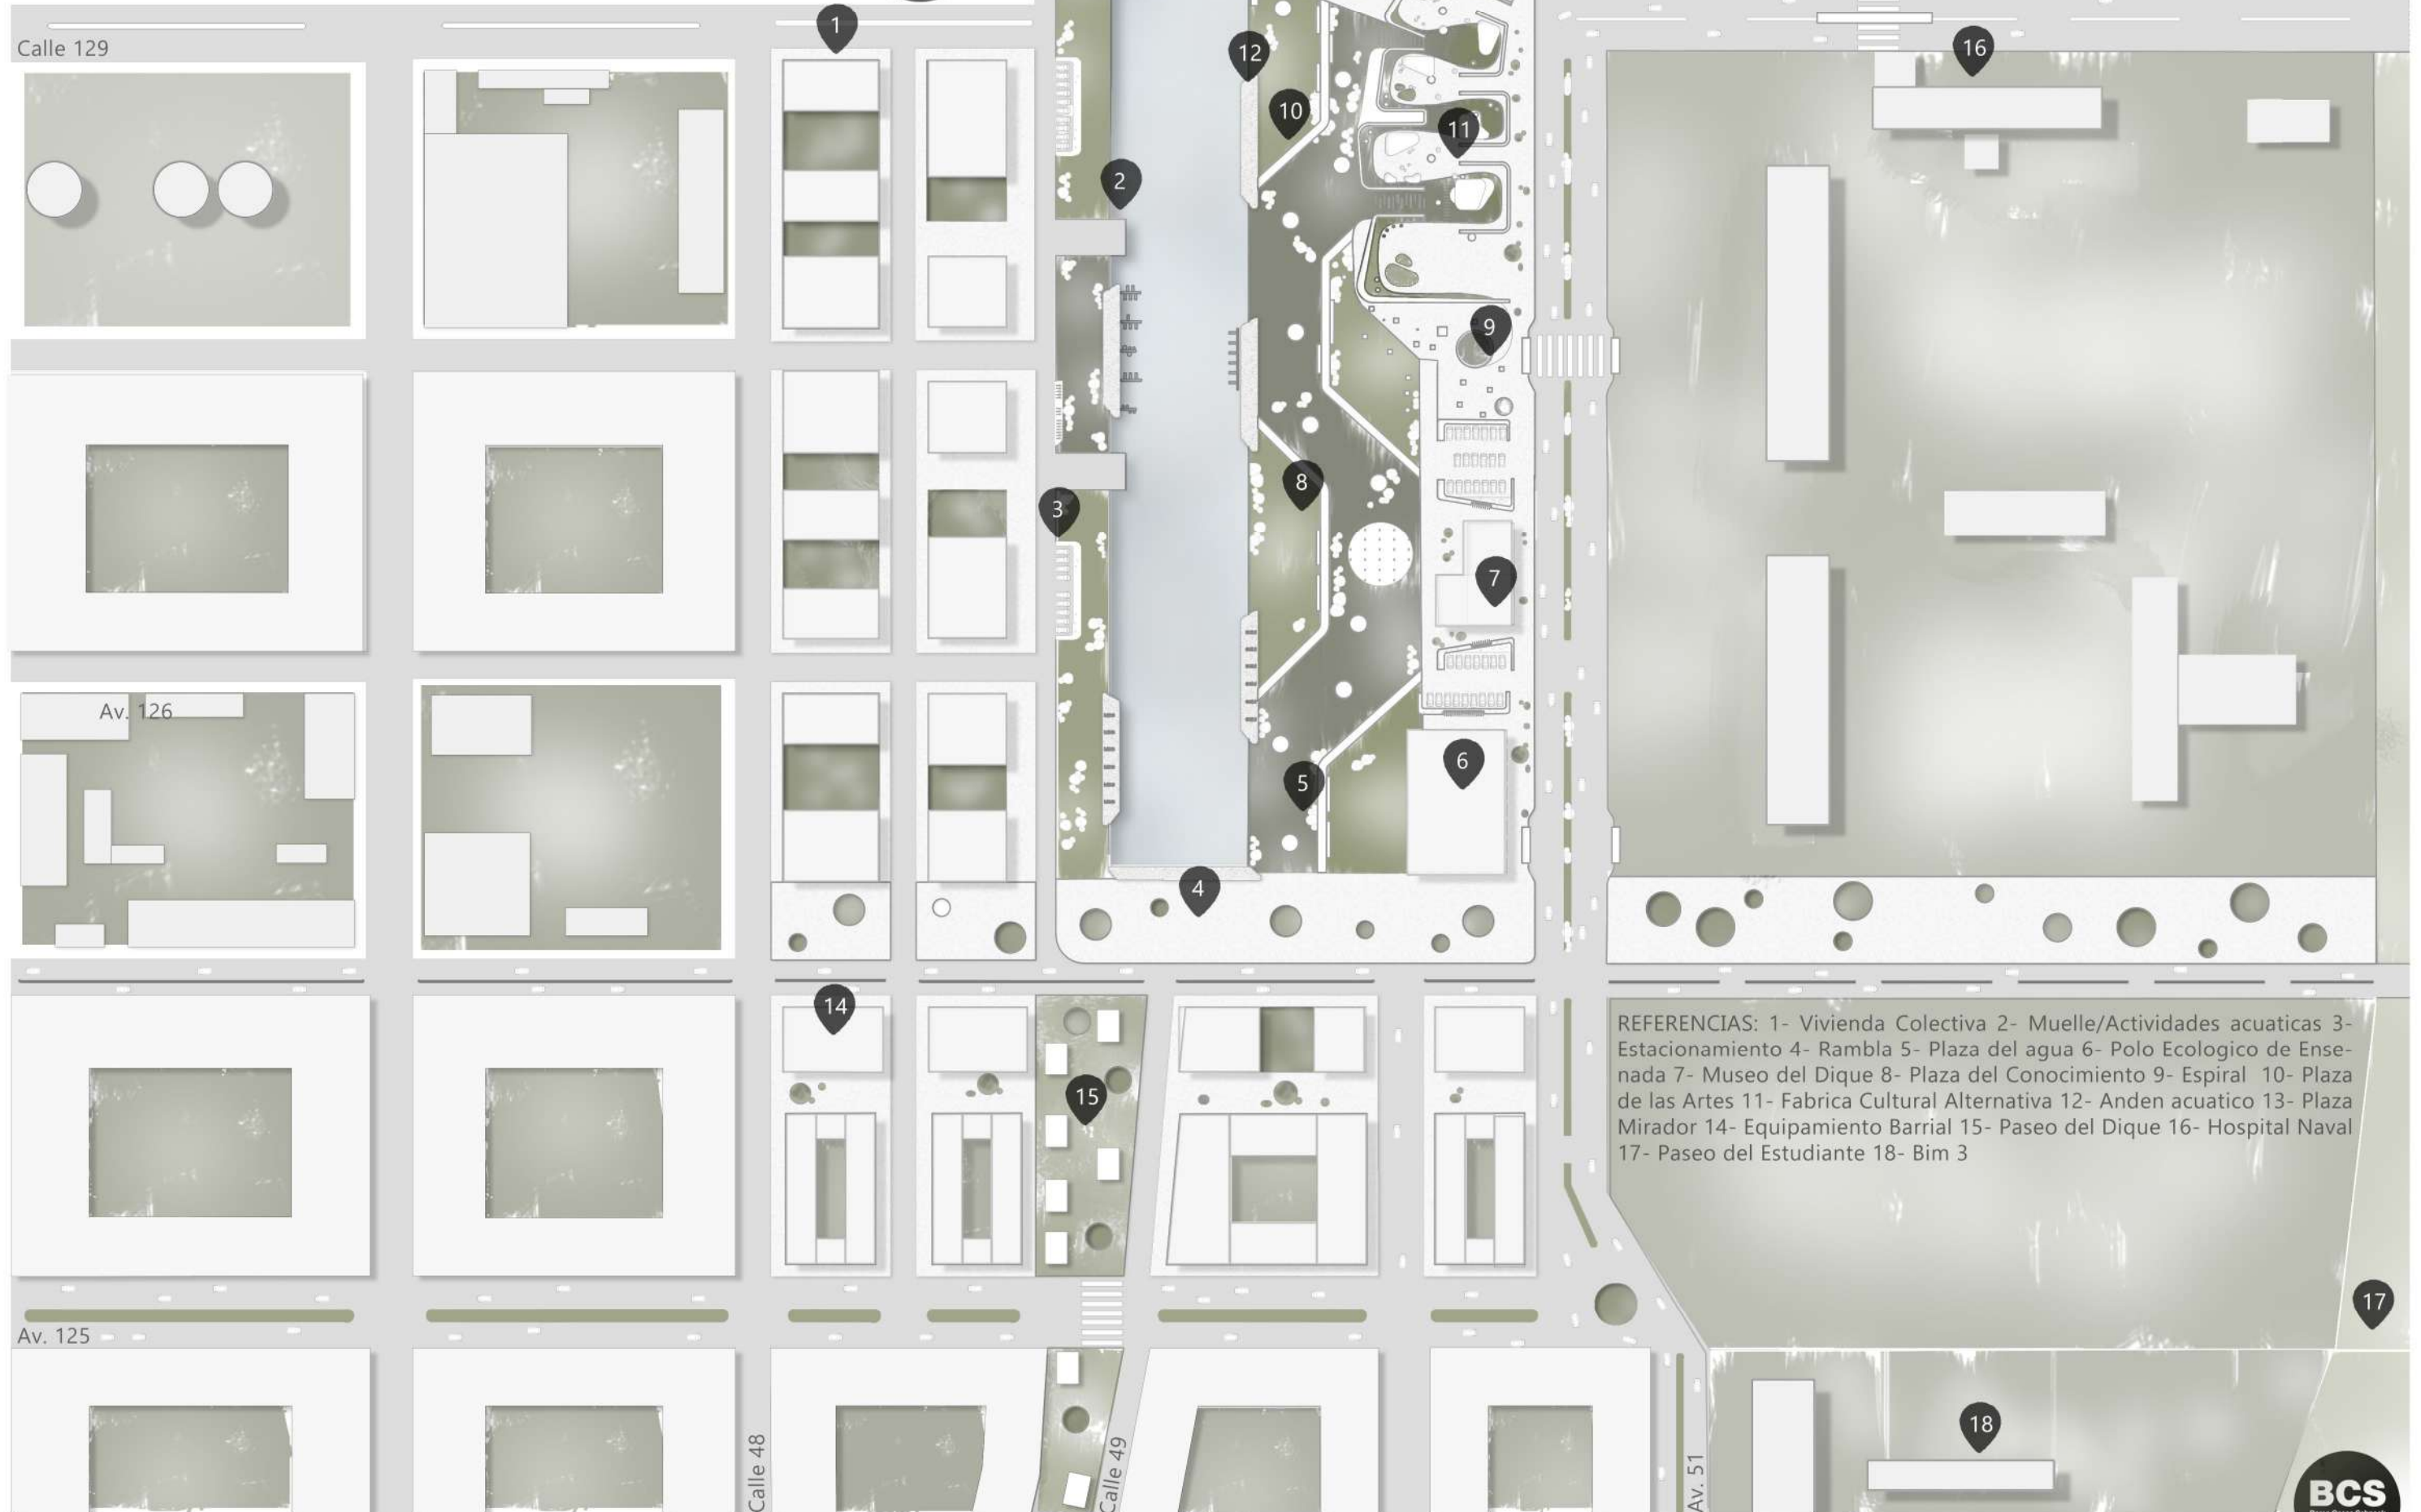 1
Calle 129
12
16
10
11
2
9
8
3
7
Av. 126
6
5
4
14
REFERENCIAS: 1- Vivienda Colectiva 2- Muelle/Actividades acuaticas 3-
Estacionamiento 4- Rambla 5- Plaza del agua 6- Polo Ecologico de Ense-
nada 7- Museo del Dique 8- Plaza del Conocimiento 9- Espiral 10- Plaza
de las Artes 11- Fabrica Cultural Alternativa 12- Anden acuatico 13- Plaza
Mirador 14- Equipamiento Barrial 15- Paseo del Dique 16- Hospital Naval
17- Paseo del Estudiante 18- Bim 3
15
17
Av. 125
18
Calle 48
Calle 49
Av. 51
BCS